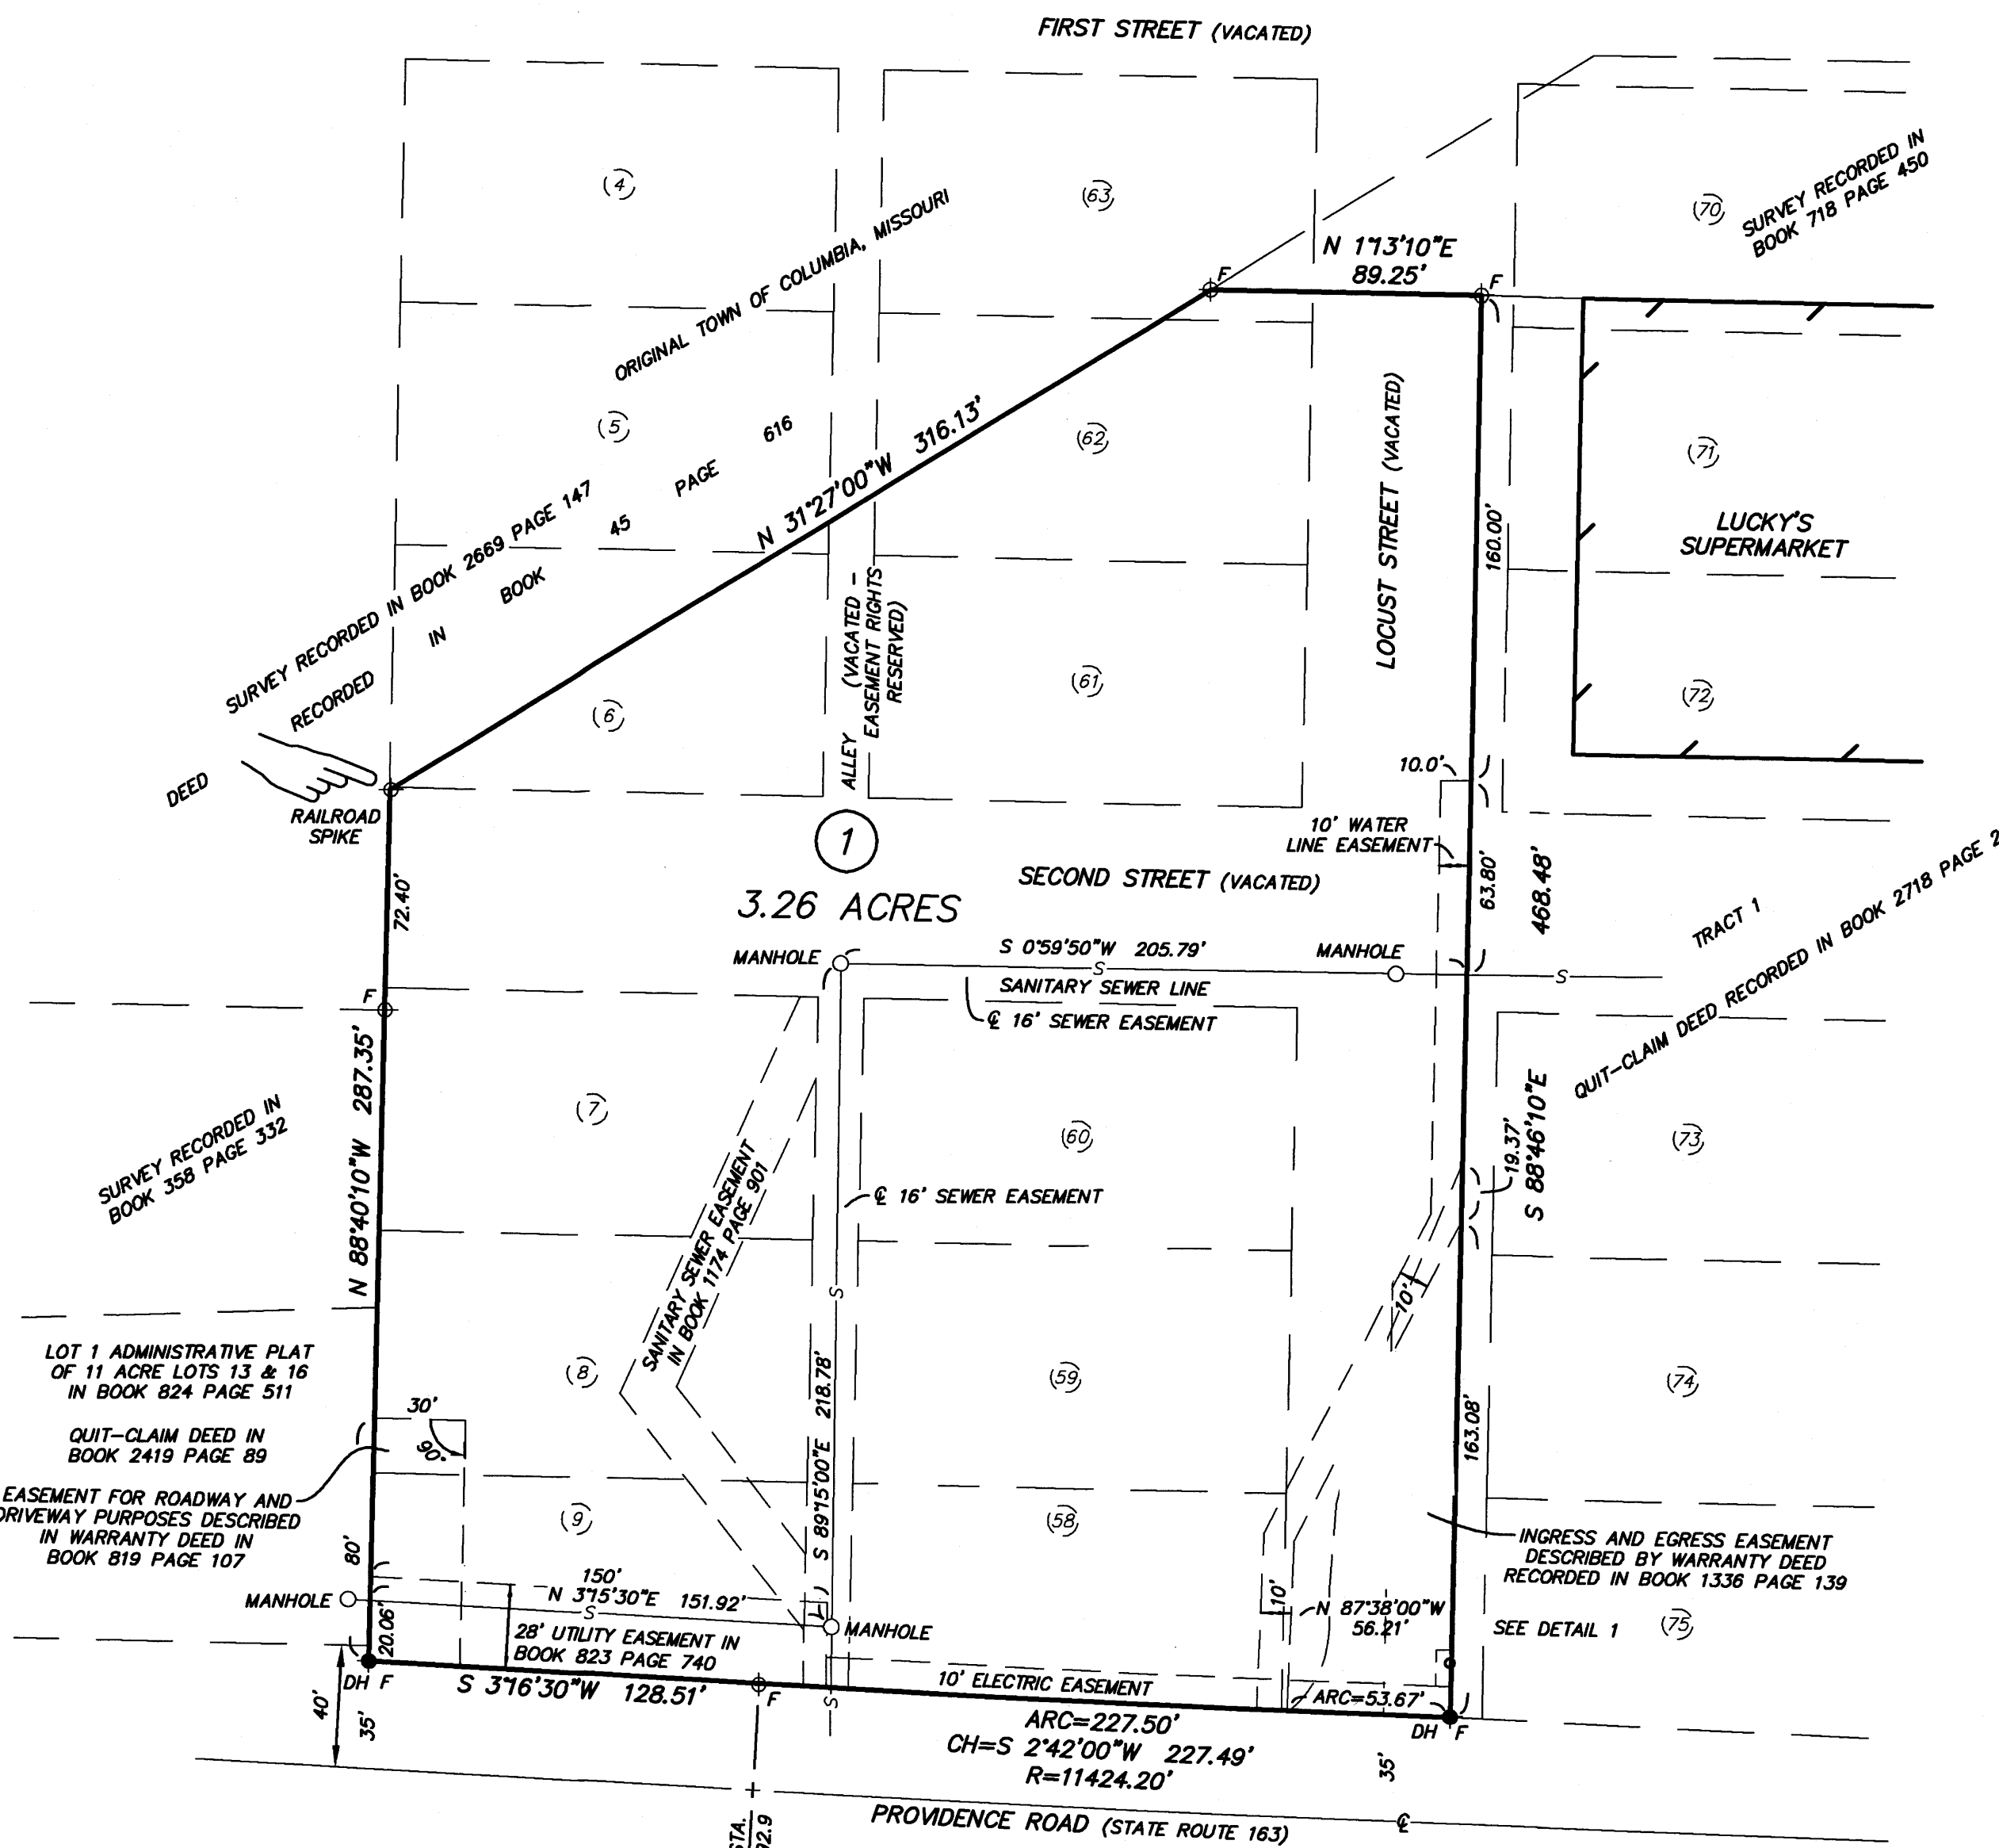 FIRST STREET (VACATED)
(4)
(63)
(70)
SURVEY RECORDED IN
BOOK 718 PAGE 450
ORIGINAL TOWN OF COLUMBIA, MISSOURI
N 1°13'10"E
89.25'
F
F
(5)
616
PAGE
45
BOOK
IN
RECORDED
DEED
SURVEY RECORDED IN BOOK 2669 PAGE 147
N 31°27'00"W 316.13'
(62)
LOCUST STREET (VACATED)
160.00'
(71)
LUCKY'S
SUPERMARKET
(72)
ALLEY (VACATED -
EASEMENT RIGHTS
RESERVED)
(61)
(6)
RAILROAD
SPIKE
72.40'
1
3.26 ACRES
SECOND STREET (VACATED)
10.0'
10' WATER
LINE EASEMENT
63.80'
468.48'
TRACT 1
QUIT-CLAIM DEED RECORDED IN BOOK 2718 PAGE 2
MANHOLE
S 0°59'50"W 205.79'
S
MANHOLE
S
SANITARY SEWER LINE
℄ 16' SEWER EASEMENT
F
N 88°40'10"W 287.35'
SURVEY RECORDED IN
BOOK 358 PAGE 332
(7)
SANITARY SEWER EASEMENT
IN BOOK 1174 PAGE 901
(60)
℄ 16' SEWER EASEMENT
19.37'
S 88°46'10"E
(73)
S
10'
LOT 1 ADMINISTRATIVE PLAT
OF 11 ACRE LOTS 13 & 16
IN BOOK 824 PAGE 511
(8)
S 89°15'00"E 218.78'
(59)
(74)
30'
90°
QUIT-CLAIM DEED IN
BOOK 2419 PAGE 89
163.08'
EASEMENT FOR ROADWAY AND
DRIVEWAY PURPOSES DESCRIBED
IN WARRANTY DEED IN
BOOK 819 PAGE 107
80'
(9)
(58)
INGRESS AND EGRESS EASEMENT
DESCRIBED BY WARRANTY DEED
RECORDED IN BOOK 1336 PAGE 139
150'
N 3°15'30"E 151.92'
S
MANHOLE
20.06'
28' UTILITY EASEMENT IN
BOOK 823 PAGE 740
MANHOLE
10'
N 87°38'00"W
56.21'
SEE DETAIL 1
(75)
DH F
S 3°16'30"W 128.51'
F
S
10' ELECTRIC EASEMENT
ARC=53.67'
DH F
40'
35'
ARC=227.50'
CH=S 2°42'00"W 227.49'
R=11424.20'
35'
PROVIDENCE ROAD (STATE ROUTE 163)
℄
STA.
92.9